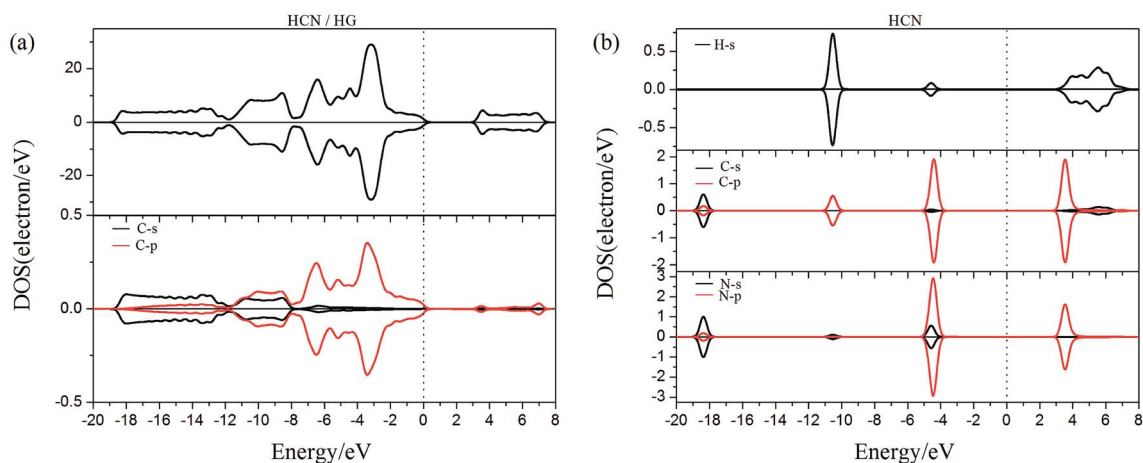 HCN / HG
(a)
20
0
-20
0.5
C-s
C-p
0.0
-0.5
DOS(electron/eV)
-20 -18 -16 -14 -12 -10 -8 -6 -4 -2 0 2 4 6 8
Energy/eV
HCN
(b)
H-s
0.5
0.0
-0.5
C-s
C-p
2
1
0
-1
-2
N-s
N-p
3
2
1
0
-1
-2
-3
DOS(electron/eV)
-20 -18 -16 -14 -12 -10 -8 -6 -4 -2 0 2 4 6 8
Energy/eV